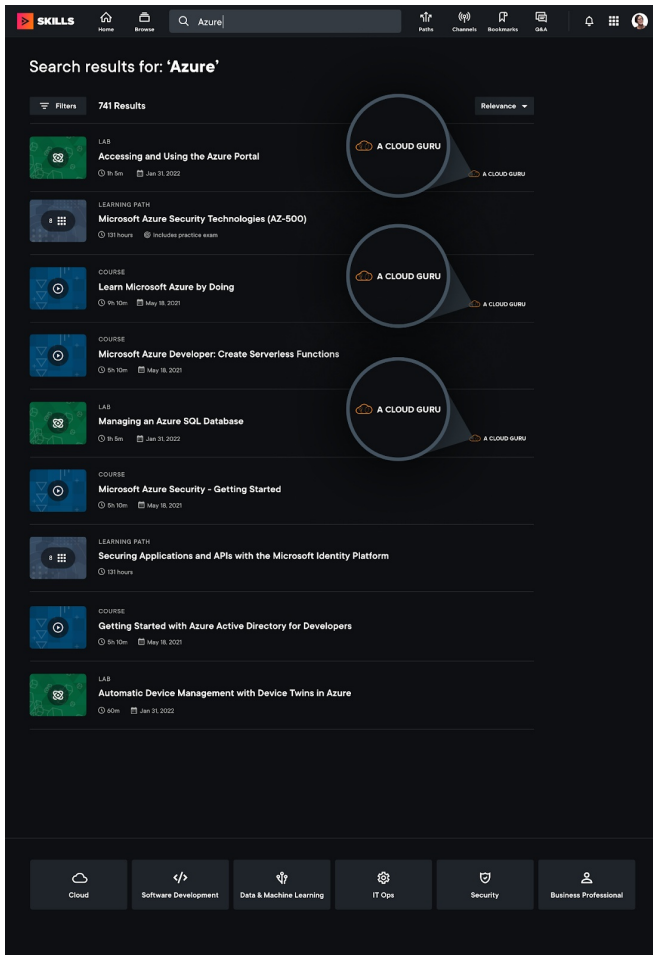 SKILLS
Home
Browse
Azure
Paths
Channels
Bookmarks
Q&A
Search results for: ‘Azure’
Filters
741 Results
Relevance
LAB
Accessing and Using the Azure Portal
1h 5m Jan 31, 2022
A CLOUD GURU
A CLOUD GURU
LEARNING PATH
8
Microsoft Azure Security Technologies (AZ-500)
131 hours Includes practice exam
COURSE
Learn Microsoft Azure by Doing
9h 10m May 18, 2021
A CLOUD GURU
A CLOUD GURU
COURSE
Microsoft Azure Developer: Create Serverless Functions
5h 10m May 18, 2021
LAB
Managing an Azure SQL Database
1h 5m Jan 31, 2022
A CLOUD GURU
A CLOUD GURU
COURSE
Microsoft Azure Security - Getting Started
5h 10m May 18, 2021
LEARNING PATH
8
Securing Applications and APIs with the Microsoft Identity Platform
131 hours
COURSE
Getting Started with Azure Active Directory for Developers
5h 10m May 18, 2021
LAB
Automatic Device Management with Device Twins in Azure
60m Jan 31, 2022
Cloud
Software Development
Data & Machine Learning
IT Ops
Security
Business Professional